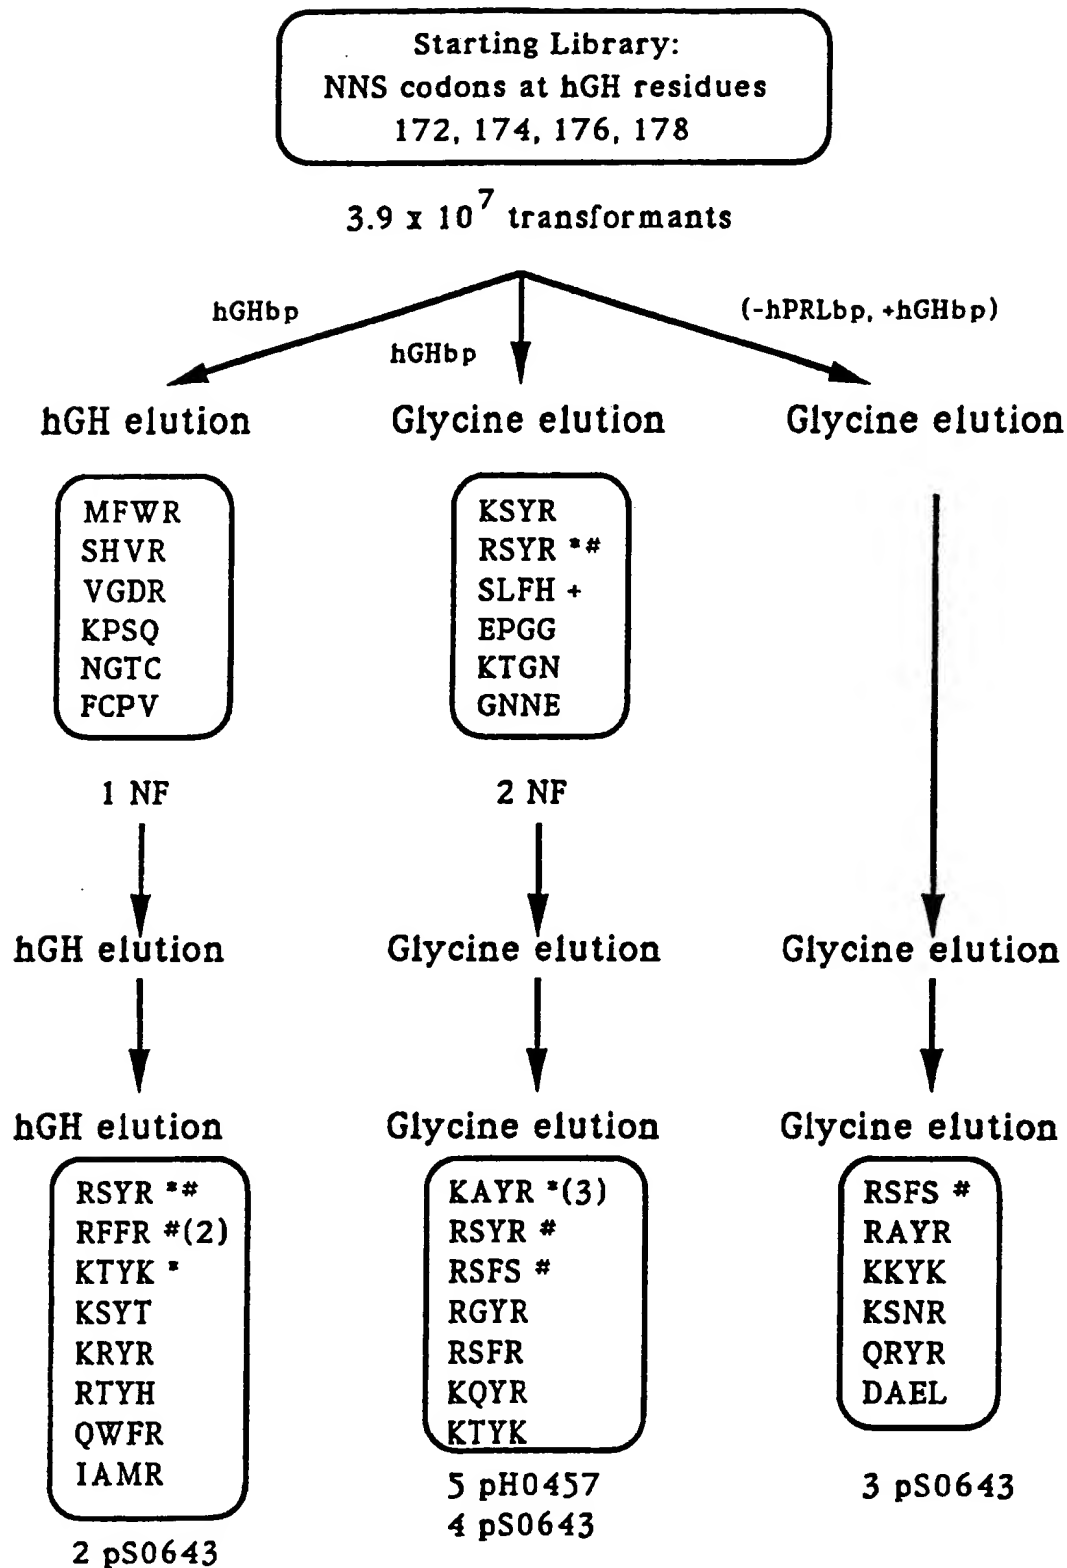 Starting Library:
NNS codons at hGH residues
172, 174, 176, 178
3.9 x 10^7 transformants
hGHbp
hGHbp
(-hPRLbp, +hGHbp)
hGH elution
Glycine elution
Glycine elution
MFWR
SHVR
VGDR
KPSQ
NGTC
FCPV
KSYR
RSYR *#
SLFH +
EPGG
KTGN
GNNE
1 NF
2 NF
hGH elution
Glycine elution
Glycine elution
hGH elution
Glycine elution
Glycine elution
RSYR *#
RFFR #(2)
KTYK *
KSYT
KRYR
RTYH
QWFR
IAMR
2 pS0643
KAYR *(3)
RSYR #
RSFS #
RGYR
RSFR
KQYR
KTYK
5 pH0457
4 pS0643
RSFS #
RAYR
KKYK
KSNR
QRYR
DAEL
3 pS0643